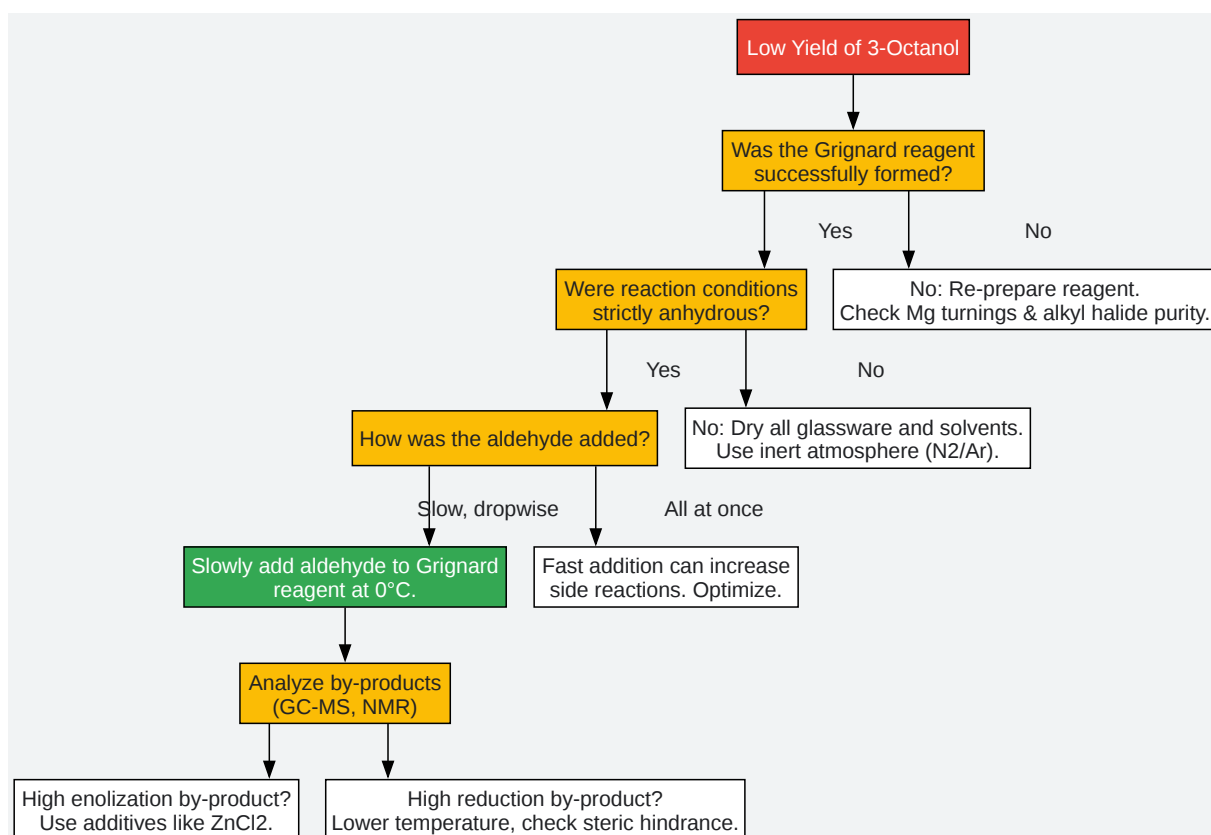 Low Yield of 3-Octanol
Was the Grignard reagent
successfully formed?
Yes
No
Were reaction conditions
strictly anhydrous?
No: Re-prepare reagent.
Check Mg turnings & alkyl halide purity.
Yes
No
How was the aldehyde added?
No: Dry all glassware and solvents.
Use inert atmosphere (N2/Ar).
Slow, dropwise
All at once
Slowly add aldehyde to Grignard
reagent at 0°C.
Fast addition can increase
side reactions. Optimize.
Analyze by-products
(GC-MS, NMR)
High enolization by-product?
Use additives like ZnCl2.
High reduction by-product?
Lower temperature, check steric hindrance.